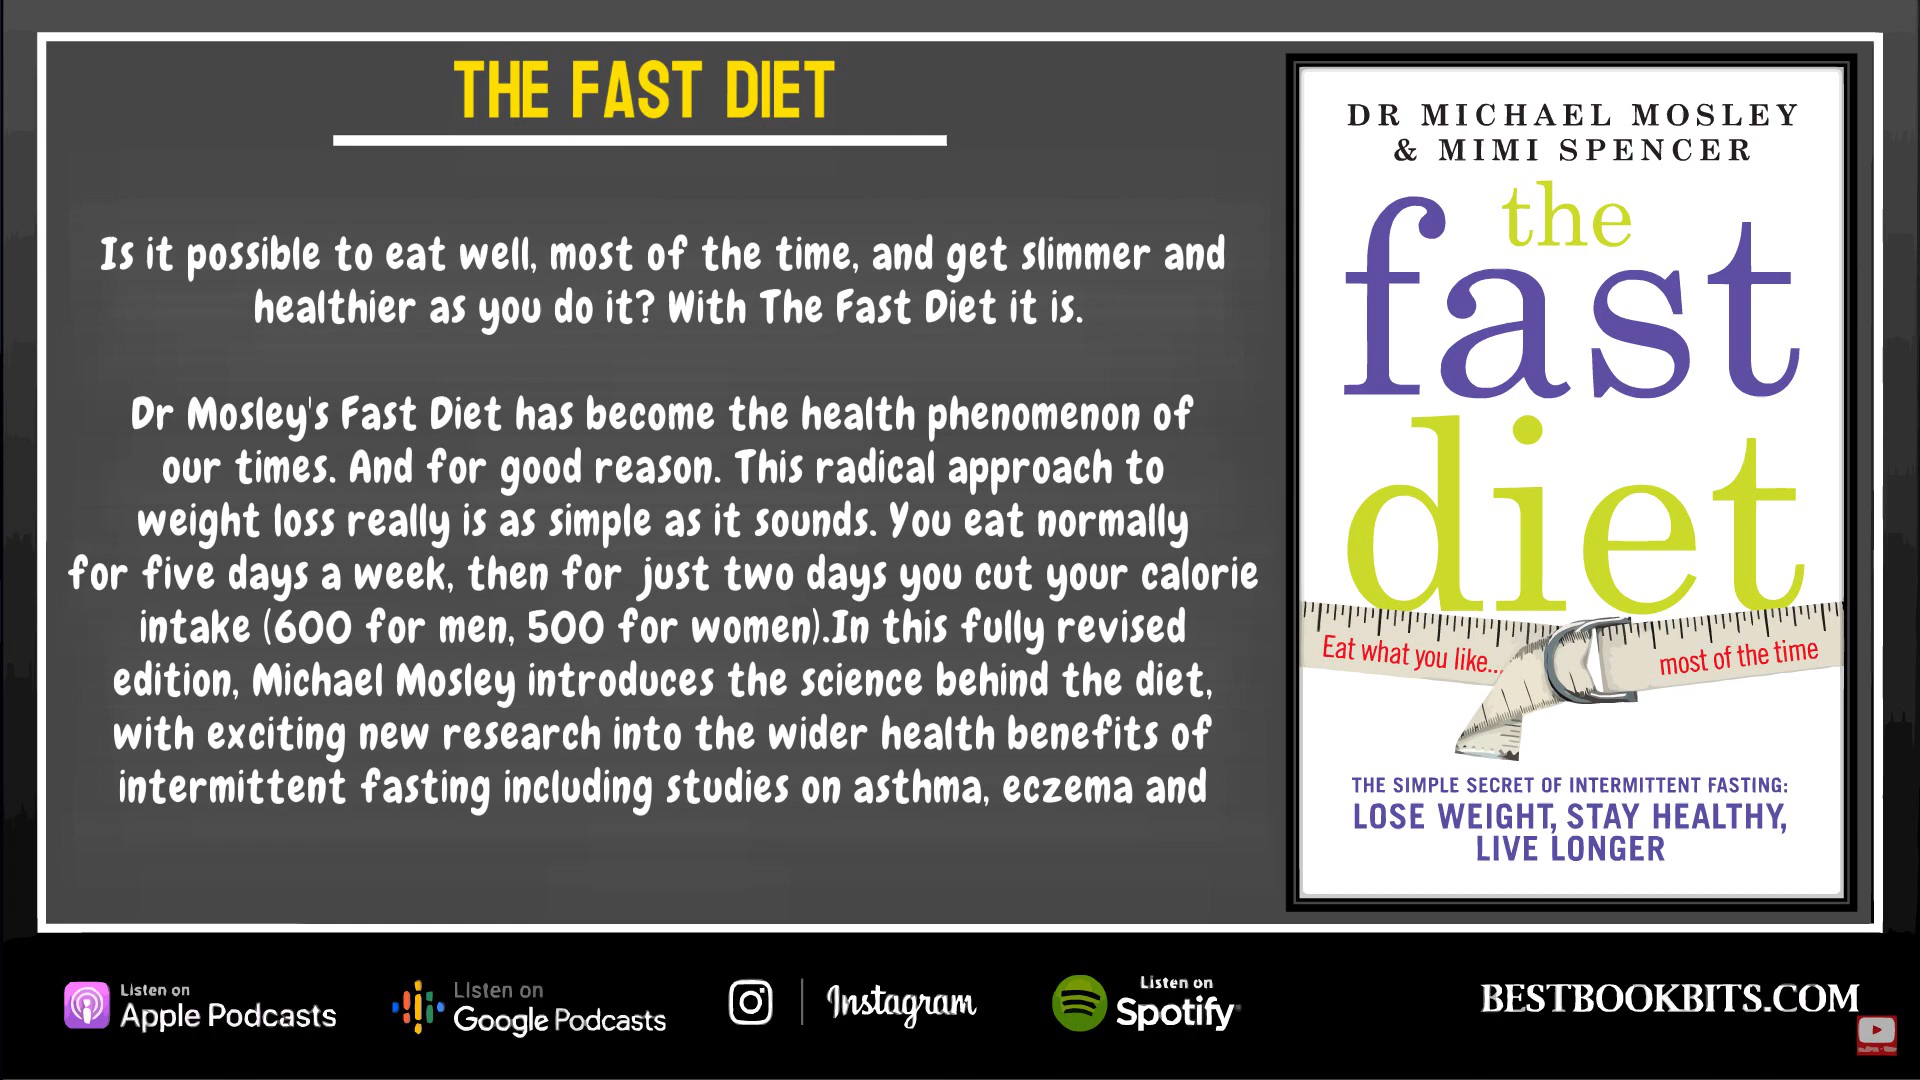 THE FAST DIET
Is it possible to eat well, most of the time, and get slimmer and
healthier as you do it? With The Fast Diet it is.
Dr Mosley's Fast Diet has become the health phenomenon of
our times. And for good reason. This radical approach to
weight loss really is as simple as it sounds. You eat normally
for five days a week, then for just two days you cut your calorie
intake (600 for men, 500 for women).In this fully revised
edition, Michael Mosley introduces the science behind the diet,
with exciting new research into the wider health benefits of
intermittent fasting including studies on asthma, eczema and
DR MICHAEL MOSLEY
& MIMI SPENCER
the
fast
diet
Eat what you like...
most of the time
THE SIMPLE SECRET OF INTERMITTENT FASTING:
LOSE WEIGHT, STAY HEALTHY,
LIVE LONGER
Listen on
Apple Podcasts
Listen on
Google Podcasts
Instagram
Listen on
Spotify
BESTBOOKBITS.COM